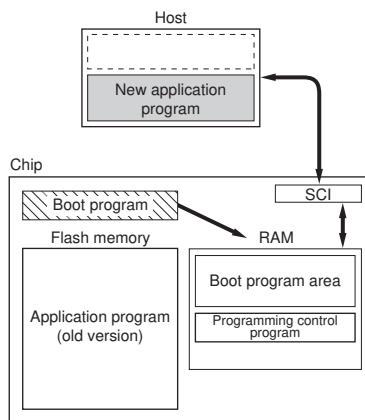 Host
New application
program
Chip
SCI
Boot program
Flash memory
RAM
Application program
(old version)
Boot program area
Programming control
program